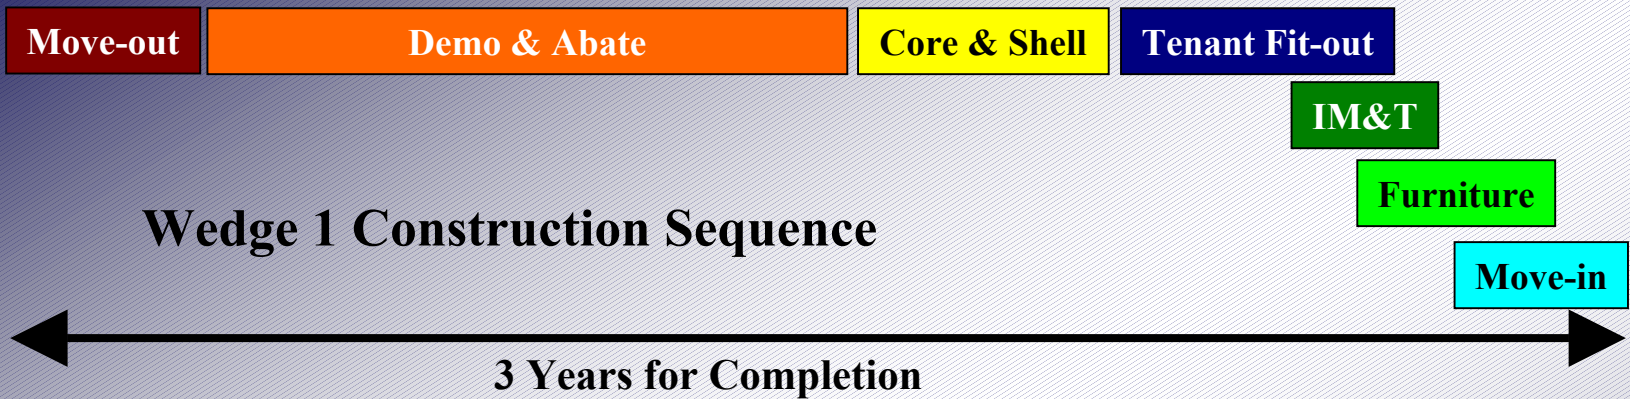 Move-out
Demo & Abate
Core & Shell
Tenant Fit-out
IM&T
Furniture
Wedge 1 Construction Sequence
Move-in
3 Years for Completion